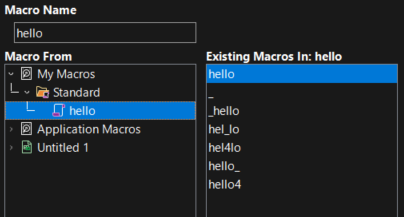 Macro Name
hello
Macro From
My Macros
Standard
hello
Application Macros
Untitled 1
Existing Macros In: hello
hello
_
_hello
hel_lo
hel4lo
hello_
hello4